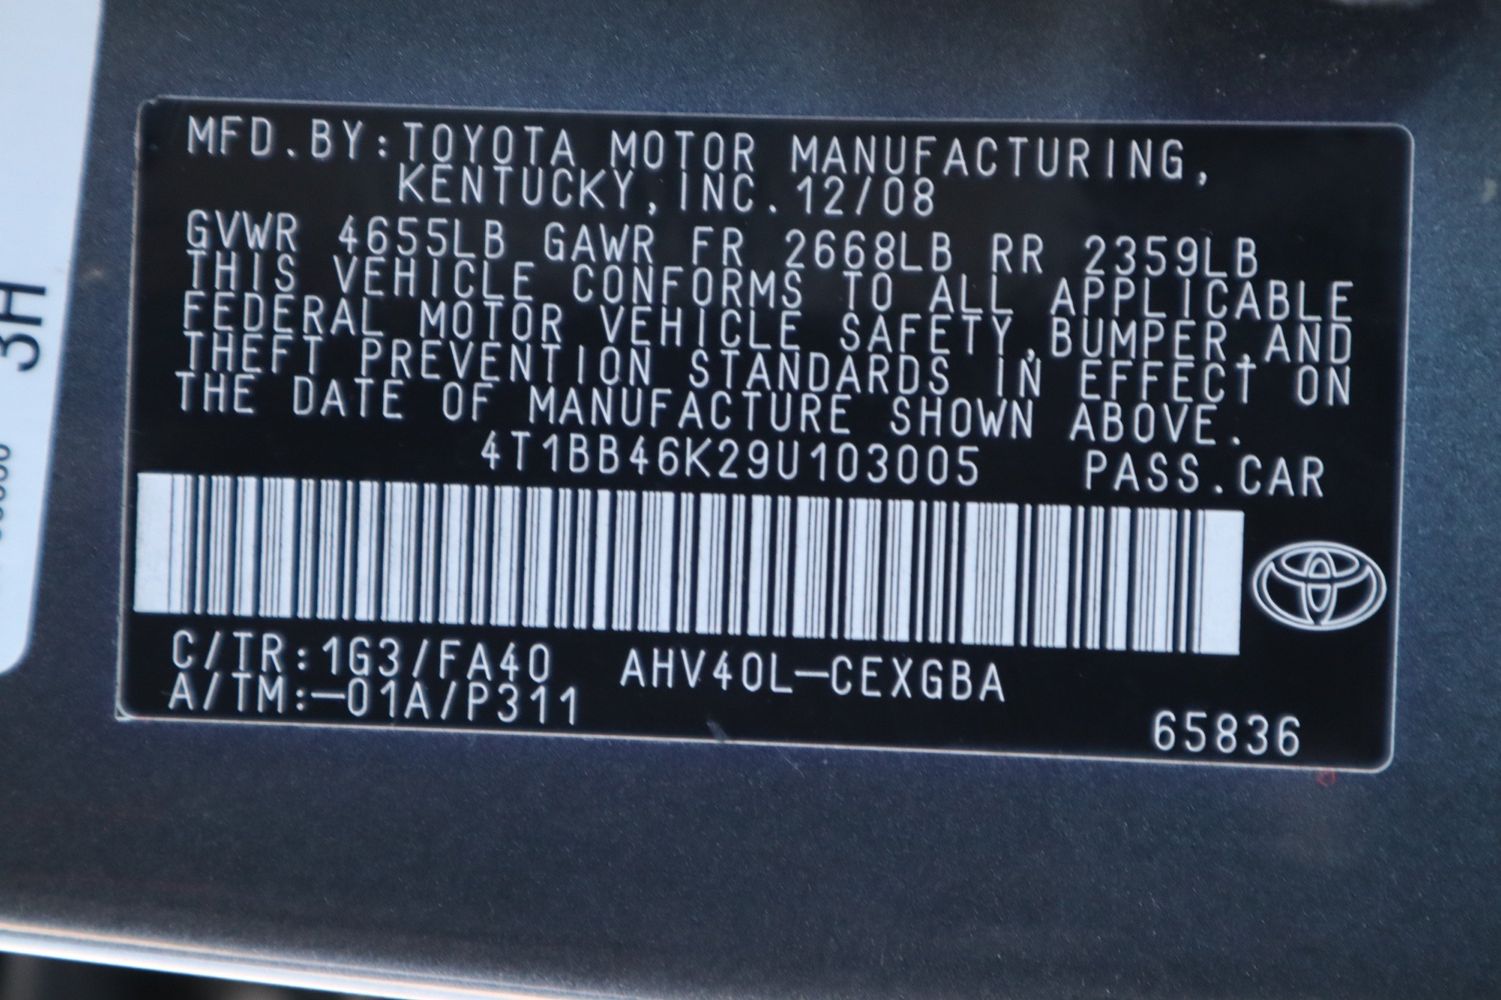 MFD.BY:TOYOTA MOTOR MANUFACTURING,
KENTUCKY,INC.12/08
GVWR 4655LB GAWR FR 2668LB RR 2359LB
THIS VEHICLE CONFORMS TO ALL APPLICABLE
FEDERAL MOTOR VEHICLE SAFETY,BUMPER,AND
THEFT PREVENTION STANDARDS IN EFFECT ON
THE DATE OF MANUFACTURE SHOWN ABOVE.
4T1BB46K29U103005 PASS.CAR
C/TR:1G3/FA40 AHV40L-CEXGBA
A/TM:-01A/P311
65836
3H